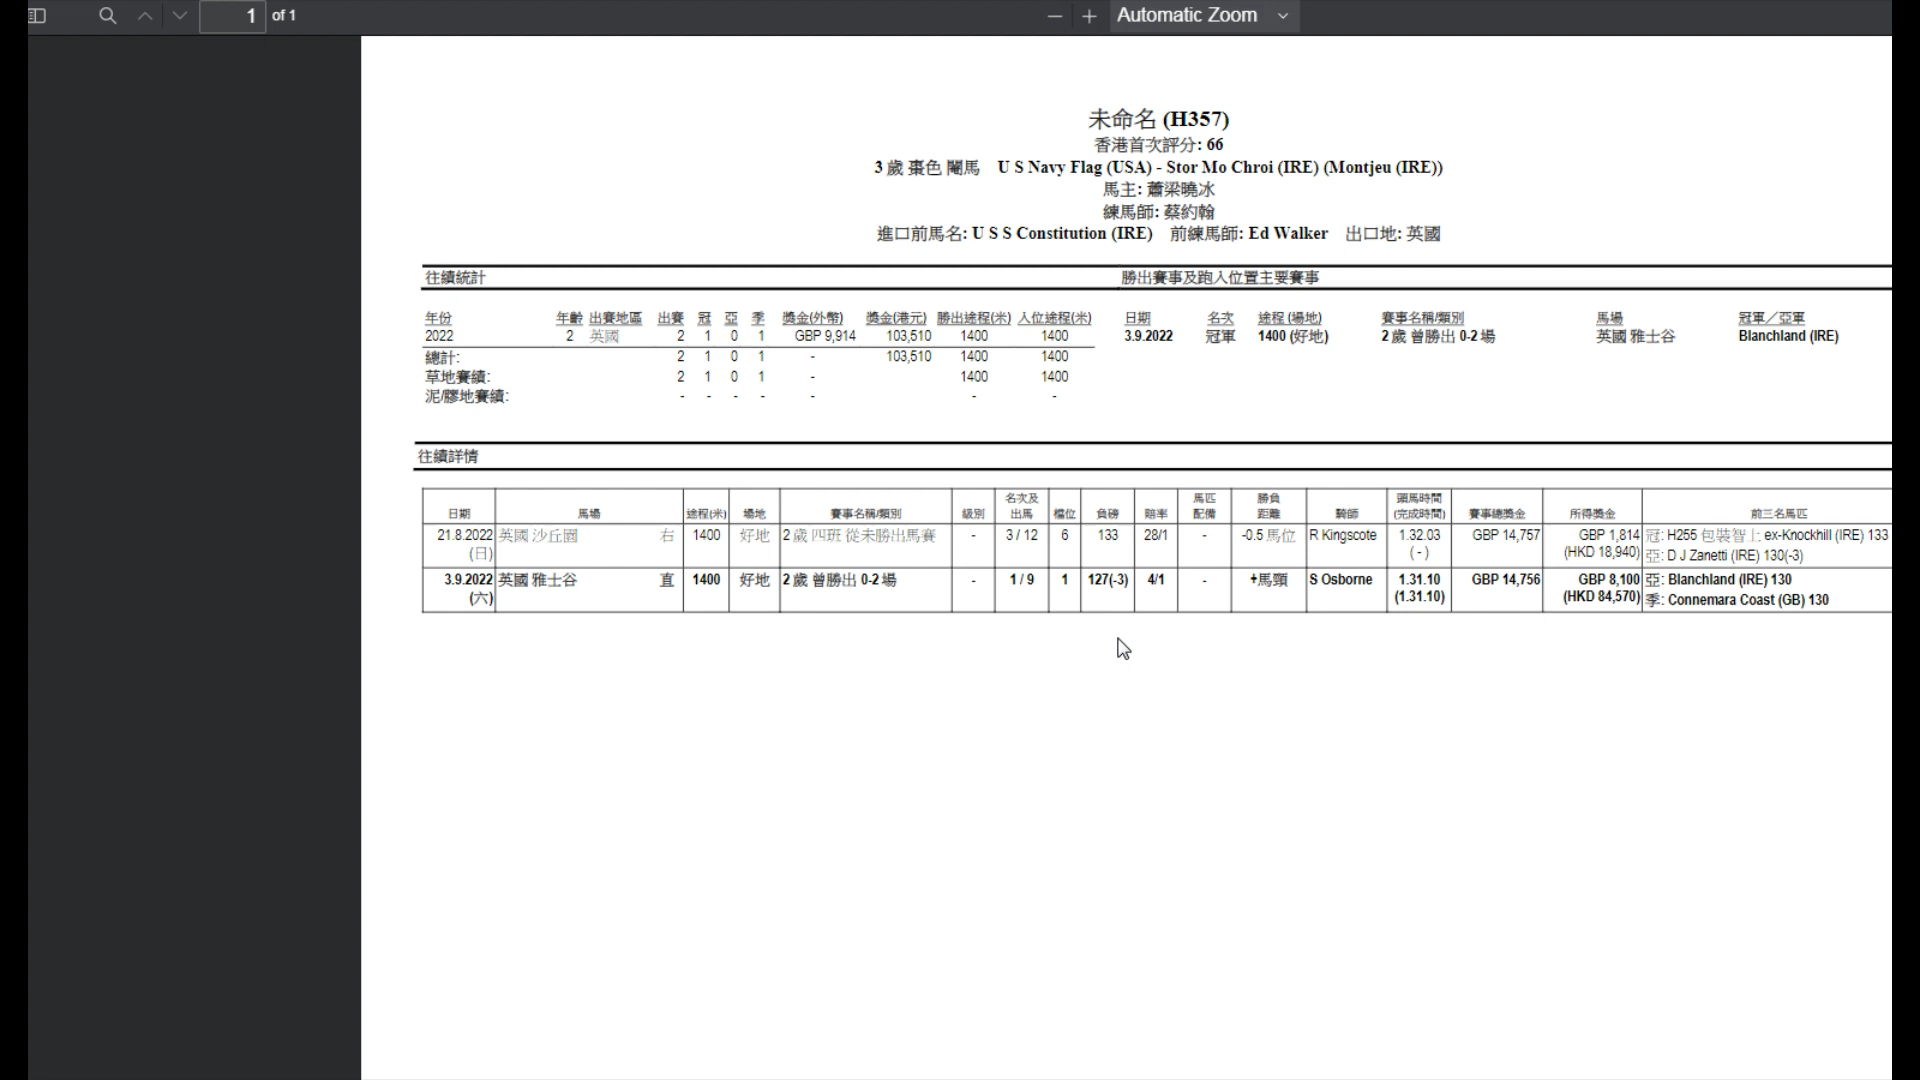 1 of 1 Automatic Zoom
未命名 (H357)
香港首次評分: 66
3 歲 棗色 閹馬 U S Navy Flag (USA) - Stor Mo Chroi (IRE) (Montjeu (IRE))
馬主: 蕭梁曉冰
練馬師: 蔡約翰
進口前馬名: U S S Constitution (IRE) 前練馬師: Ed Walker 出口地: 英國
往績統計 勝出賽事及跑入位置主要賽事
年份 年齡 出賽地區 出賽 冠 亞 季 獎金(外幣) 獎金(港元) 勝出途程(米) 入位途程(米) 日期 名次 途程 (場地) 賽事名稱/類別 馬場 冠軍／亞軍
2022 2 英國 2 1 0 1 GBP 9,914 103,510 1400 1400 3.9.2022 冠軍 1400 (好地) 2 歲 曾勝出 0-2 場 英國 雅士谷 Blanchland (IRE)
總計: 2 1 0 1 - 103,510 1400 1400
草地賽績: 2 1 0 1 - 1400 1400
泥/膠地賽績: - - - - - - -
往績詳情
名次及 馬匹 勝負 頭馬時間
日期 馬場 途程(米) 場地 賽事名稱/類別 級別 出馬 檔位 負磅 賠率 配備 距離 騎師 (完成時間) 賽事總獎金 所得獎金 前三名馬匹
21.8.2022 英國 沙丘園 右 1400 好地 2 歲 四班 從未勝出馬賽 - 3 / 12 6 133 28/1 - -0.5 馬位 R Kingscote 1.32.03 GBP 14,757 GBP 1,814 冠: H255 包裝智上 ex-Knockhill (IRE) 133
(日) ( - ) (HKD 18,940) 亞: D J Zanetti (IRE) 130(-3)
3.9.2022 英國 雅士谷 直 1400 好地 2 歲 曾勝出 0-2 場 - 1 / 9 1 127(-3) 4/1 - +馬頸 S Osborne 1.31.10 GBP 14,756 GBP 8,100 亞: Blanchland (IRE) 130
(六) (1.31.10) (HKD 84,570) 季: Connemara Coast (GB) 130